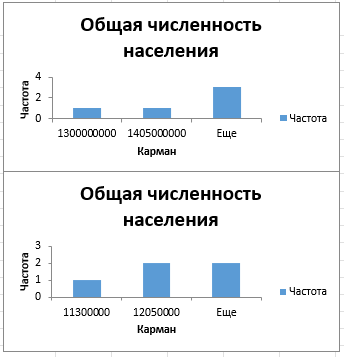 Общая численность
населения
4
2
0
Частота
1300000000 1405000000 Еще
Карман
Частота
Общая численность
населения
3
2
1
0
Частота
11300000 12050000 Еще
Карман
Частота